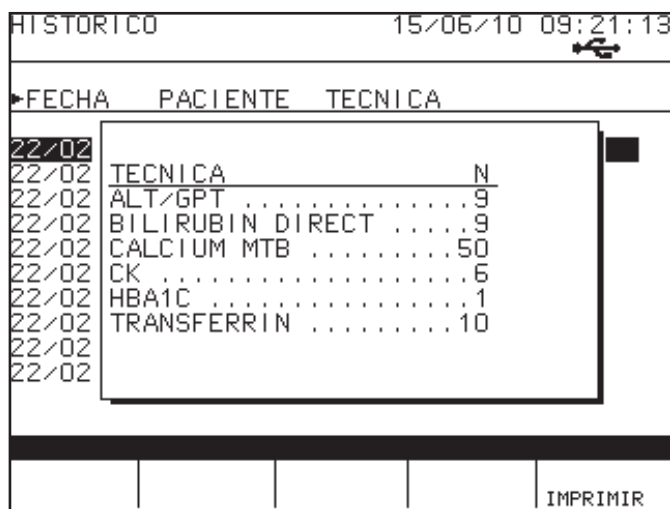 HISTORICO 15/06/10 09:21:13
►FECHA PACIENTE TECNICA
22/02
22/02 TECNICA N
22/02 ALT/GPT ...............9
22/02 BILIRUBIN DIRECT .....9
22/02 CALCIUM MTB .........50
22/02 CK ..................6
22/02 HBA1C ...............1
22/02 TRANSFERRIN .........10
22/02
22/02
IMPRIMIR